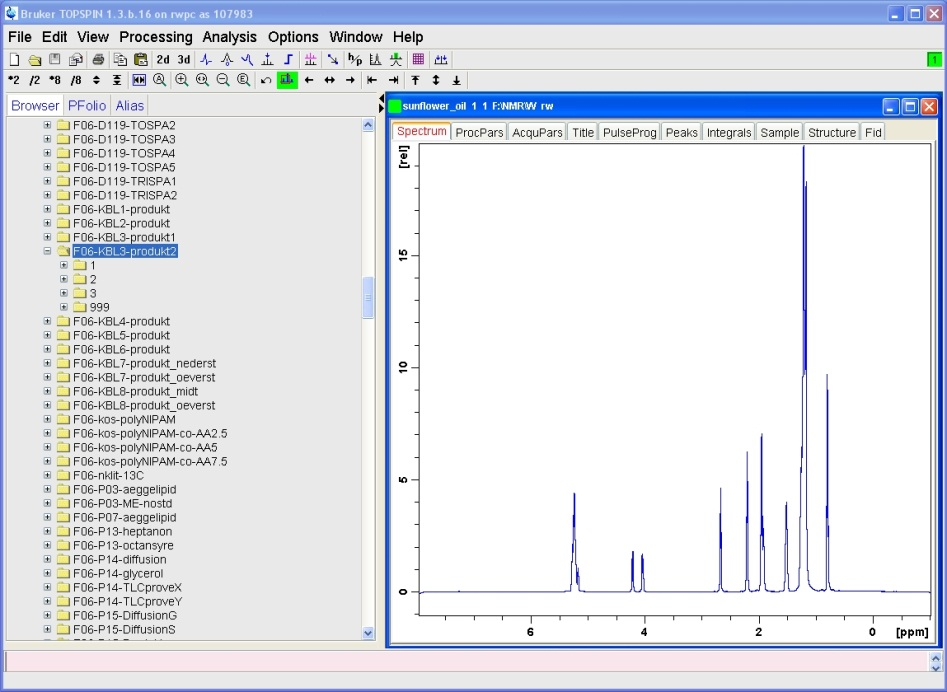 Bruker TOPSPIN 1.3.b.16 on rwpc as 107983
File Edit View Processing Analysis Options Window Help
2d 3d
1
*2 /2 *8 /8
Browser PFolio Alias
F06-D119-TOSPA2
F06-D119-TOSPA3
F06-D119-TOSPA4
F06-D119-TOSPA5
F06-D119-TRISPA1
F06-D119-TRISPA2
F06-KBL1-produkt
F06-KBL2-produkt
F06-KBL3-produkt1
F06-KBL3-produkt2
1
2
3
999
F06-KBL4-produkt
F06-KBL5-produkt
F06-KBL6-produkt
F06-KBL7-produkt_nederst
F06-KBL7-produkt_oeverst
F06-KBL8-produkt_midt
F06-KBL8-produkt_oeverst
F06-kos-polyNIPAM
F06-kos-polyNIPAM-co-AA2.5
F06-kos-polyNIPAM-co-AA5
F06-kos-polyNIPAM-co-AA7.5
F06-nklit-13C
F06-P03-aeggelipid
F06-P03-ME-nostd
F06-P07-aeggelipid
F06-P13-heptanon
F06-P13-octansyre
F06-P14-diffusion
F06-P14-glycerol
F06-P14-TLCproveX
F06-P14-TLCproveY
F06-P15-DiffusionG
F06-P15-DiffusionS
sunflower_oil 1 1 F:\NMR\V rw
Spectrum ProcPars AcquPars Title PulseProg Peaks Integrals Sample Structure Fid
[rel]
15
10
5
0
6 4 2 0 [ppm]